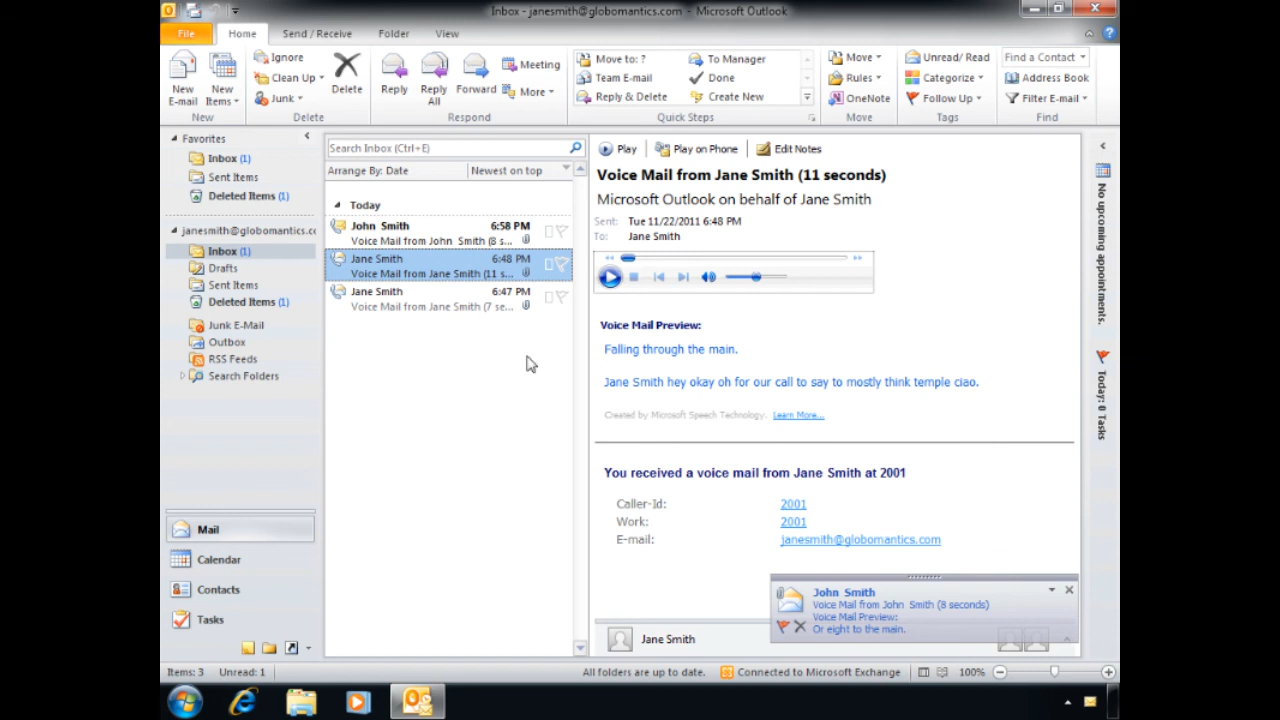 Inbox - janesmith@globomantics.com - Microsoft Outlook
File Home Send / Receive Folder View
New E-mail
New Items
New
Ignore
Clean Up
Junk
Delete
Delete
Reply
Reply All
Forward
Meeting
More
Respond
Move to: ?
Team E-mail
Reply & Delete
To Manager
Done
Create New
Quick Steps
Move
Rules
OneNote
Move
Unread/ Read
Categorize
Follow Up
Tags
Find a Contact
Address Book
Filter E-mail
Find
Favorites
Inbox (1)
Sent Items
Deleted Items (1)
janesmith@globomantics.cc
Inbox (1)
Drafts
Sent Items
Deleted Items (1)
Junk E-Mail
Outbox
RSS Feeds
Search Folders
Mail
Calendar
Contacts
Tasks
Search Inbox (Ctrl+E)
Arrange By: Date Newest on top
Today
John Smith 6:58 PM
Voice Mail from John Smith (8 s...
Jane Smith 6:48 PM
Voice Mail from Jane Smith (11 s...
Jane Smith 6:47 PM
Voice Mail from Jane Smith (7 se...
Play Play on Phone Edit Notes
Voice Mail from Jane Smith (11 seconds)
Microsoft Outlook on behalf of Jane Smith
Sent: Tue 11/22/2011 6:48 PM
To: Jane Smith
Voice Mail Preview:
Falling through the main.
Jane Smith hey okay oh for our call to say to mostly think temple ciao.
Created by Microsoft Speech Technology. Learn More...
You received a voice mail from Jane Smith at 2001
Caller-Id: 2001
Work: 2001
E-mail: janesmith@globomantics.com
John Smith
Voice Mail from John Smith (8 seconds)
Voice Mail Preview:
Or eight to the main.
Jane Smith
No upcoming appointments.
Today: 0 Tasks
Items: 3 Unread: 1
All folders are up to date. Connected to Microsoft Exchange 100%